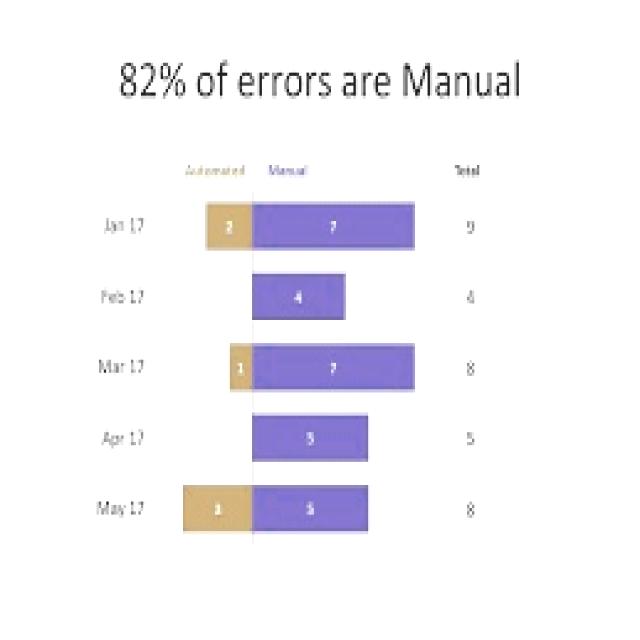 82% of errors are Manual
Automated Manual Total
Jan 17 2 7 9
Feb 17 4 4
Mar 17 1 7 8
Apr 17 5 5
May 17 3 5 8